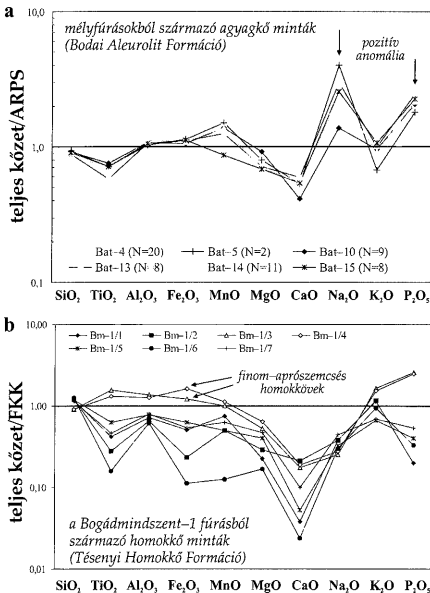 a
mélyfúrásokból származó agyagkő minták
(Bodai Aleurolit Formáció)
pozitív
anomália
teljes kőzet/ARPS
10,0
1,0
0,1
Bat–4 (N=20) Bat–5 (N=2) Bat–10 (N=9)
Bat–13 (N=8) Bat–14 (N=11) Bat–15 (N=8)
SiO₂ TiO₂ Al₂O₃ Fe₂O₃ MnO MgO CaO Na₂O K₂O P₂O₅
b
Bm–1/1 Bm–1/2 Bm–1/3 Bm–1/4
Bm–1/5 Bm–1/6 Bm–1/7
finom–aprószemcsés
homokkövek
teljes kőzet/FKK
10,00
1,00
0,10
0,01
a Bogádmindszent–1 fúrásból
származó homokkő minták
(Tésenyi Homokkő Formáció)
SiO₂ TiO₂ Al₂O₃ Fe₂O₃ MnO MgO CaO Na₂O K₂O P₂O₅